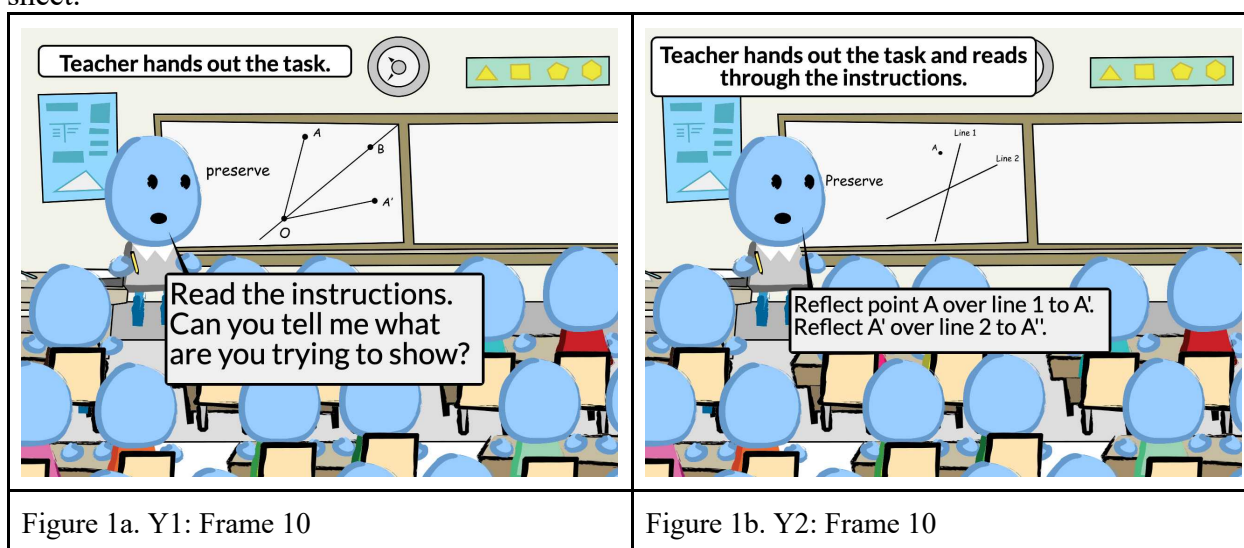 sheet.
Teacher hands out the task.
preserve
A
B
A'
O
Read the instructions.
Can you tell me what
are you trying to show?
Figure 1a. Y1: Frame 10
Teacher hands out the task and reads
through the instructions.
Line 1
A
Line 2
Preserve
Reflect point A over line 1 to A'.
Reflect A' over line 2 to A".
Figure 1b. Y2: Frame 10